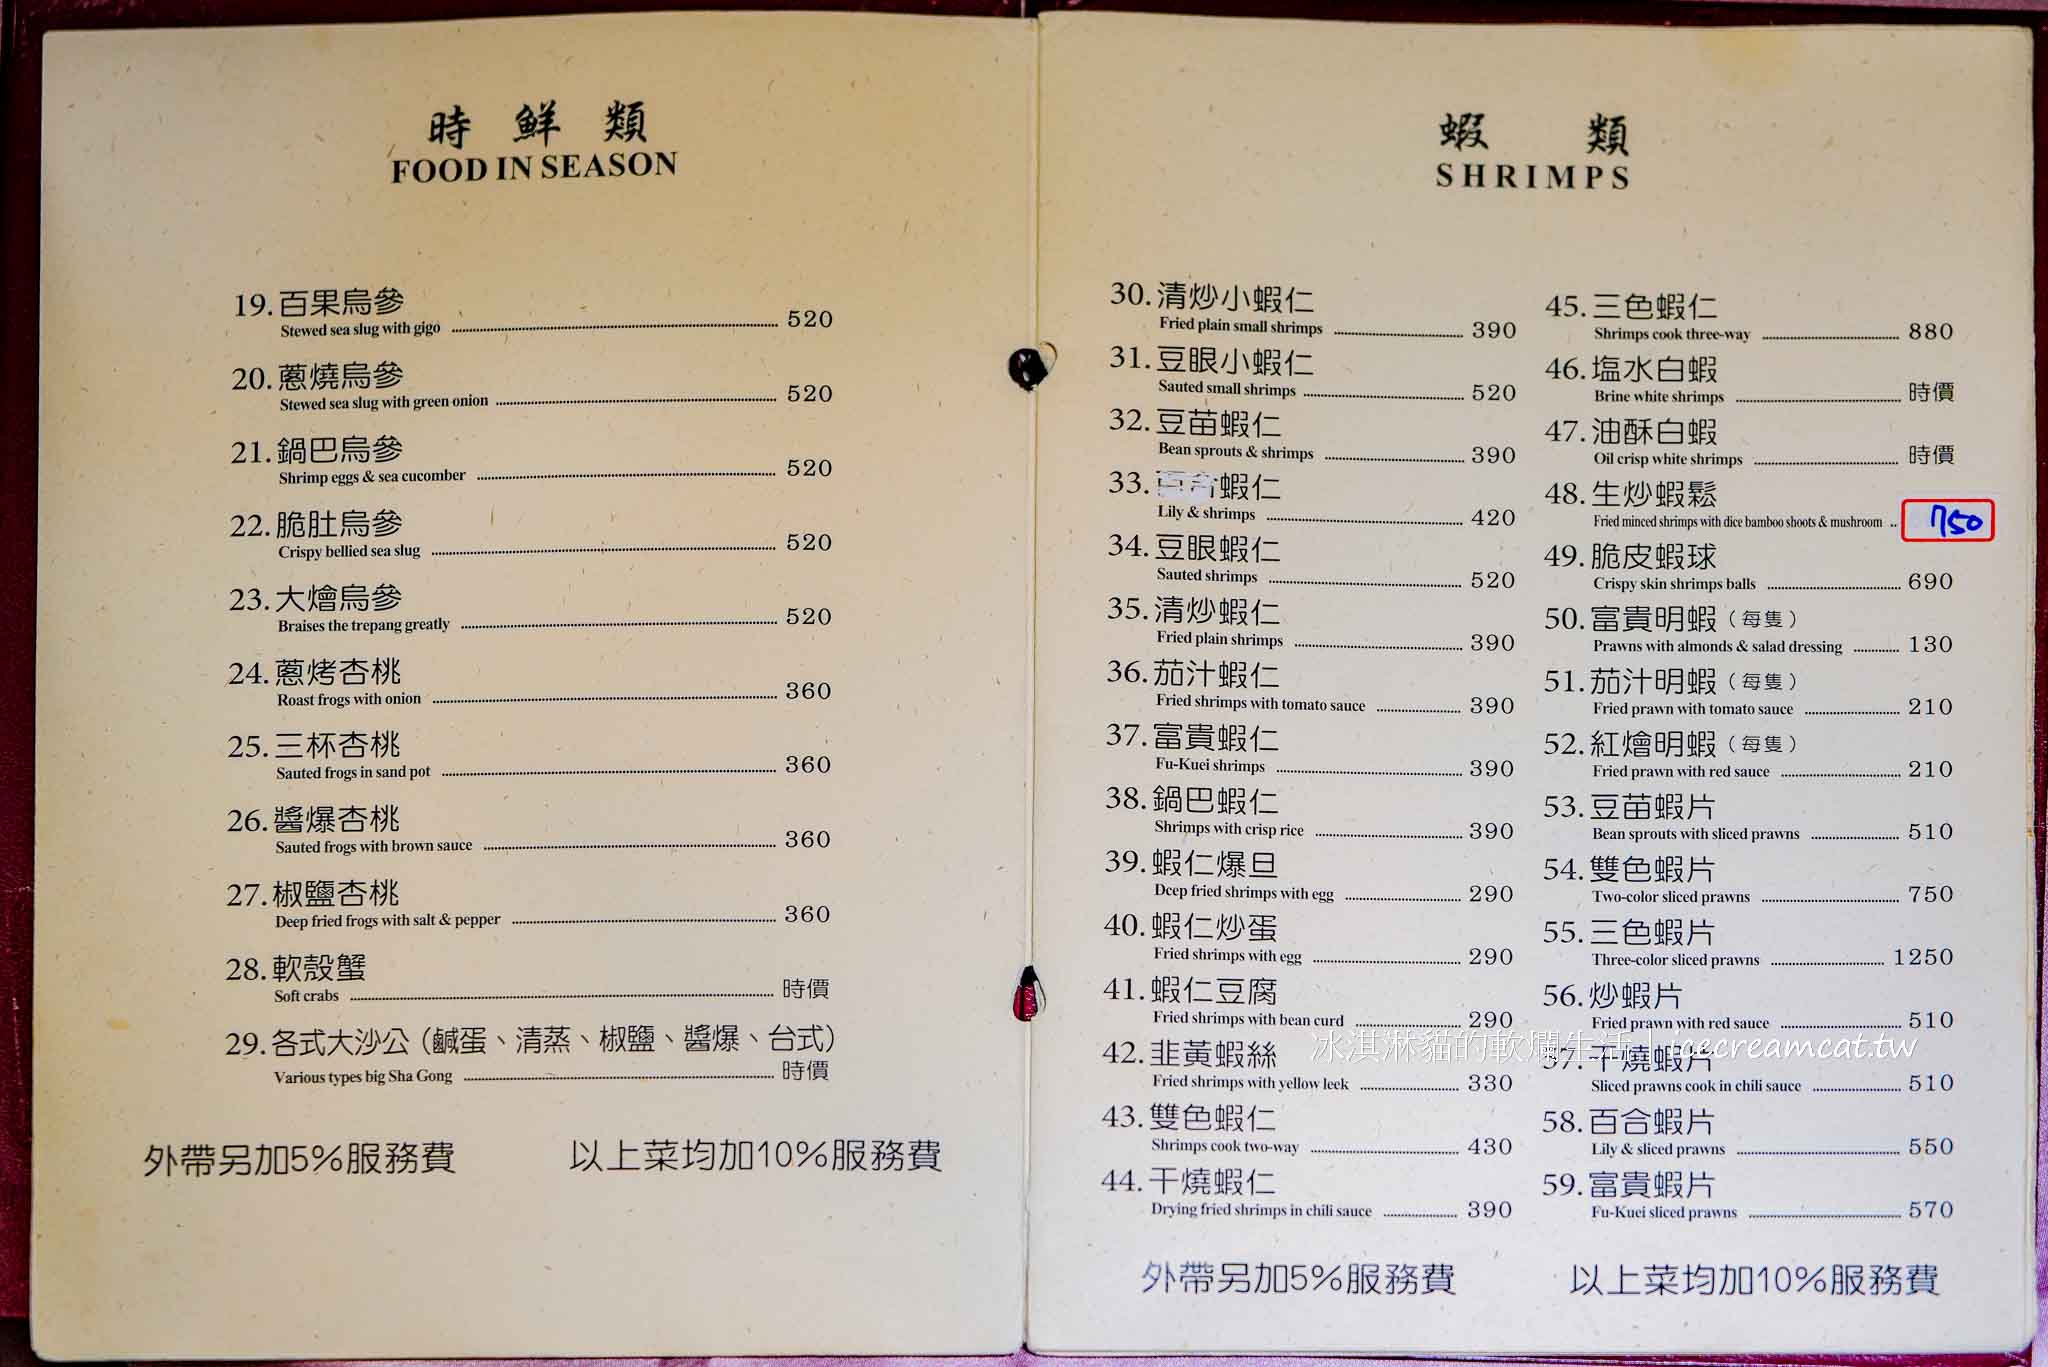 時鮮類
FOOD IN SEASON
19. 百果烏參
Stewed sea slug with gigo 520
20. 蔥燒烏參
Stewed sea slug with green onion 520
21. 鍋巴烏參
Shrimp eggs & sea cucomber 520
22. 脆肚烏參
Crispy bellied sea slug 520
23. 大燴烏參
Braises the trepang greatly 520
24. 蔥烤杏桃
Roast frogs with onion 360
25. 三杯杏桃
Sauted frogs in sand pot 360
26. 醬爆杏桃
Sauted frogs with brown sauce 360
27. 椒鹽杏桃
Deep fried frogs with salt & pepper 360
28. 軟殼蟹
Soft crabs 時價
29. 各式大沙公 (鹹蛋、清蒸、椒鹽、醬爆、台式)
Various types big Sha Gong 時價
外帶另加5%服務費 以上菜均加10%服務費
蝦類
SHRIMPS
30. 清炒小蝦仁
Fried plain small shrimps 390
31. 豆眼小蝦仁
Sauted small shrimps 520
32. 豆苗蝦仁
Bean sprouts & shrimps 390
33. 蝦仁
Lily & shrimps 420
34. 豆眼蝦仁
Sauted shrimps 520
35. 清炒蝦仁
Fried plain shrimps 390
36. 茄汁蝦仁
Fried shrimps with tomato sauce 390
37. 富貴蝦仁
Fu-Kuei shrimps 390
38. 鍋巴蝦仁
Shrimps with crisp rice 390
39. 蝦仁爆旦
Dcep fried shrimps with egg 290
40. 蝦仁炒蛋
Fried shrimps with egg 290
41. 蝦仁豆腐
Fried shrimps with bean curd 290
42. 韭黃蝦絲
Fried shrimps with yellow leek 330
43. 雙色蝦仁
Shrimps cook two-way 430
44. 干燒蝦仁
Drying fried shrimps in chili sauce 390
45. 三色蝦仁
Shrimps cook three-way 880
46. 塩水白蝦
Brine white shrimps 時價
47. 油酥白蝦
Oil crisp white shrimps 時價
48. 生炒蝦鬆
Fried minced shrimps with dice bamboo shoots & mushroom 750
49. 脆皮蝦球
Crispy skin shrimps balls 690
50. 富貴明蝦 (每隻)
Prawns with almonds & salad dressing 130
51. 茄汁明蝦 (每隻)
Fried prawn with tomato sauce 210
52. 紅燴明蝦 (每隻)
Fried prawn with red sauce 210
53. 豆苗蝦片
Bean sprouts with sliced prawns 510
54. 雙色蝦片
Two-color sliced prawns 750
55. 三色蝦片
Three-color sliced prawns 1250
56. 炒蝦片
Fried prawn with red sauce 510
57. 干燒蝦片
Sliced prawns cook in chili sauce 510
58. 百合蝦片
Lily & sliced prawns 550
59. 富貴蝦片
Fu-Kuei sliced prawns 570
外帶另加5%服務費 以上菜均加10%服務費
冰淇淋貓的軟爛生活 | icecreamcat.tw